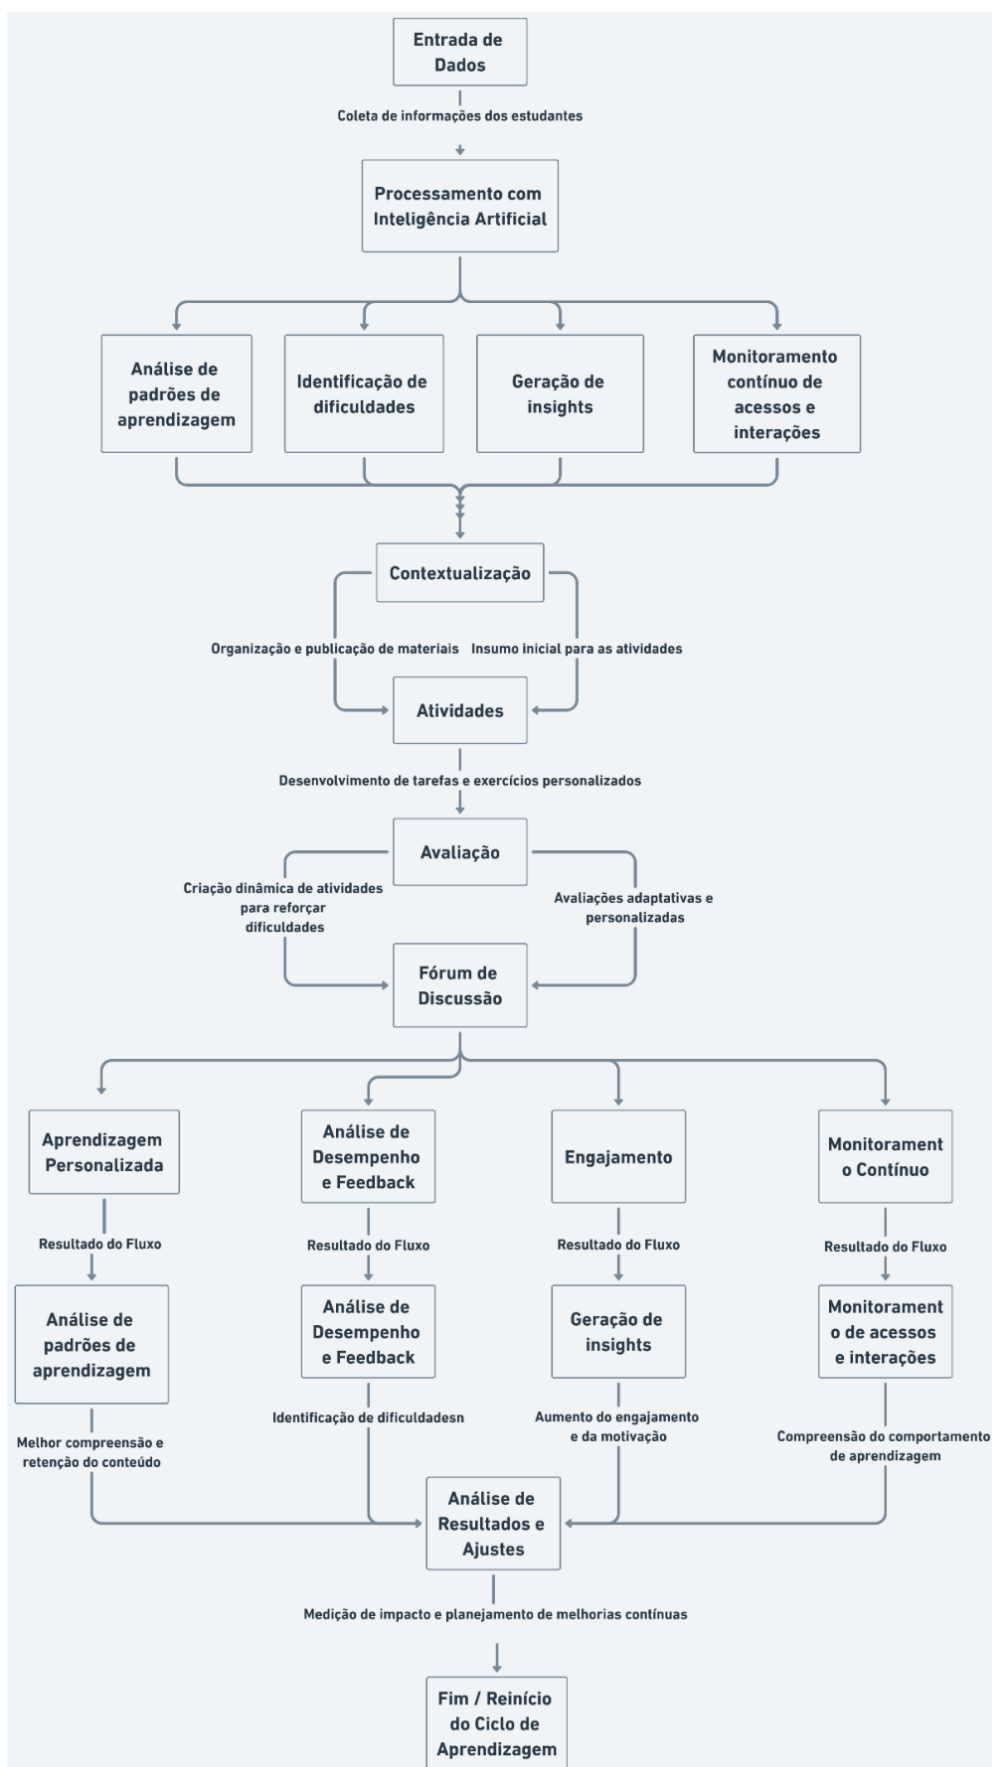 Entrada de
Dados
Coleta de informações dos estudantes
Processamento com
Inteligência Artificial
Análise de
padrões de
aprendizagem
Identificação de
dificuldades
Geração de
insights
Monitoramento
contínuo de
acessos e
interações
Contextualização
Organização e publicação de materiais
Insumo inicial para as atividades
Atividades
Desenvolvimento de tarefas e exercícios personalizados
Avaliação
Criação dinâmica de atividades
para reforçar
dificuldades
Avaliações adaptativas e
personalizadas
Fórum de
Discussão
Aprendizagem
Personalizada
Análise de
Desempenho
e Feedback
Engajamento
Monitorament
o Contínuo
Resultado do Fluxo
Resultado do Fluxo
Resultado do Fluxo
Resultado do Fluxo
Análise de
padrões de
aprendizagem
Análise de
Desempenho
e Feedback
Geração de
insights
Monitorament
o de acessos
e interações
Melhor compreensão e
retenção do conteúdo
Identificação de dificuldadesn
Aumento do engajamento
e da motivação
Compreensão do comportamento
de aprendizagem
Análise de
Resultados e
Ajustes
Medição de impacto e planejamento de melhorias contínuas
Fim / Reinício
do Ciclo de
Aprendizagem